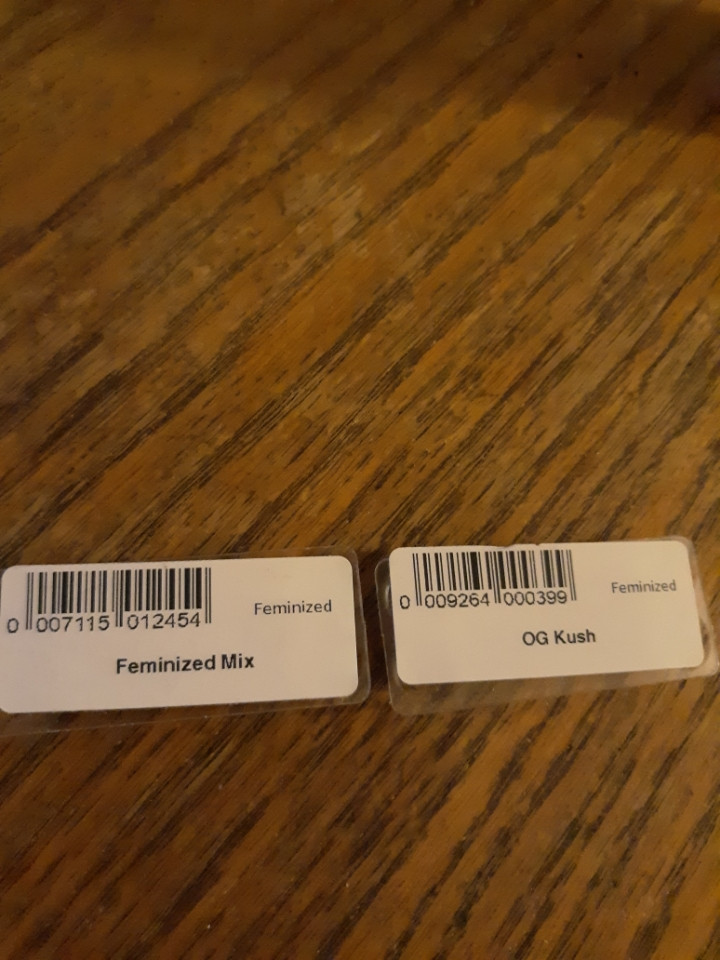 0 007115 012454
Feminized
Feminized Mix
0 009264 000399
Feminized
OG Kush